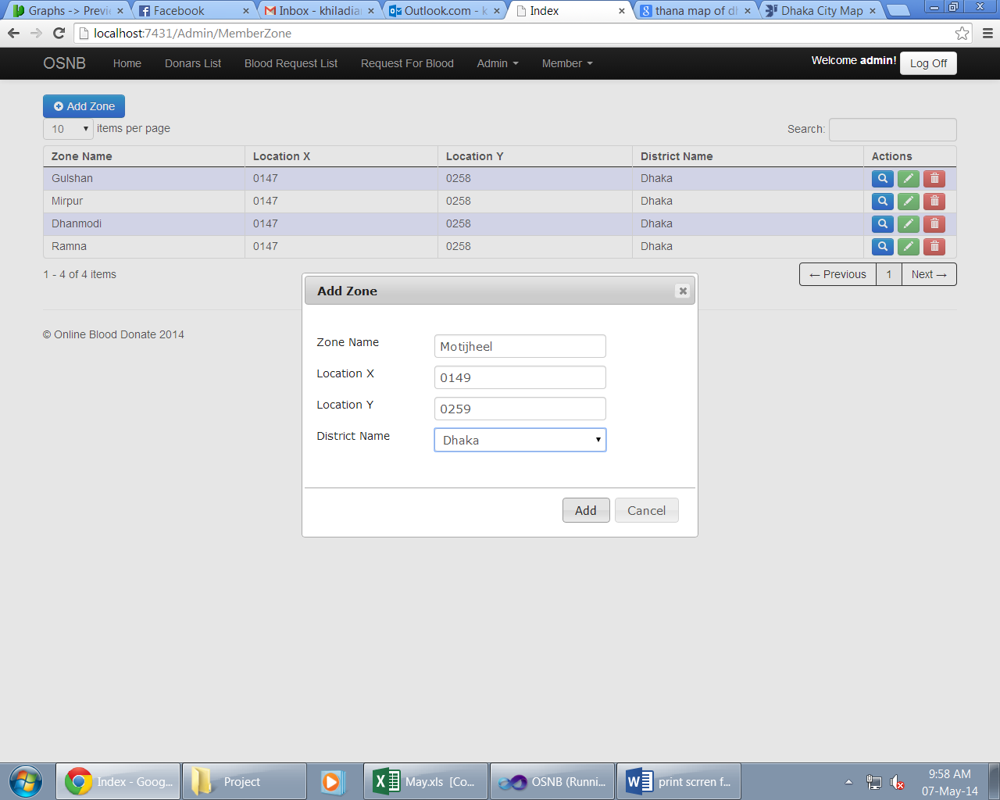 Graphs -> Previ
Facebook
Inbox - khiladia
Outlook.com - k
Index
thana map of dh
Dhaka City Map
localhost:7431/Admin/MemberZone
OSNB Home Donars List Blood Request List Request For Blood Admin Member Welcome admin! Log Off
Add Zone
10 items per page Search:
Zone Name Location X Location Y District Name Actions
Gulshan 0147 0258 Dhaka
Mirpur 0147 0258 Dhaka
Dhanmodi 0147 0258 Dhaka
Ramna 0147 0258 Dhaka
1 - 4 of 4 items ← Previous 1 Next →
Add Zone
Zone Name Motijheel
Location X 0149
Location Y 0259
District Name Dhaka
Add Cancel
© Online Blood Donate 2014
Index - Goog...
Project
May.xls [Co...
OSNB (Runni...
print scrren f...
9:58 AM
07-May-14